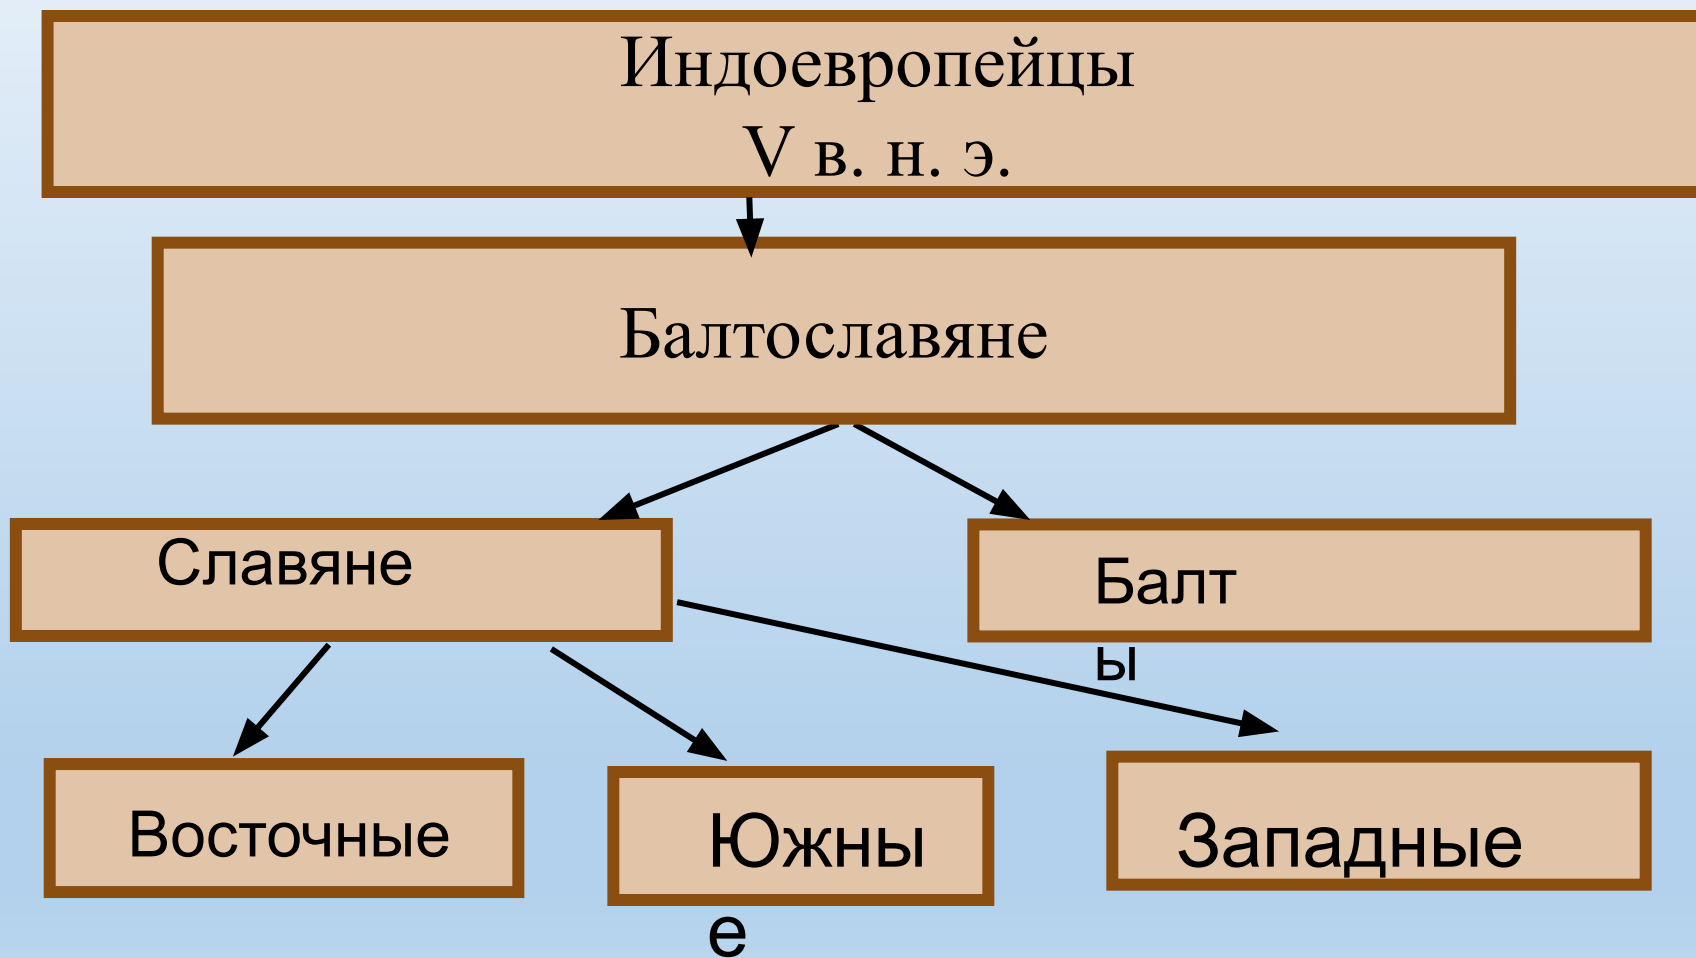 Индоевропейцы
V в. н. э.
Балтославяне
Славяне
Балт
ы
Восточные
Южны
е
Западные